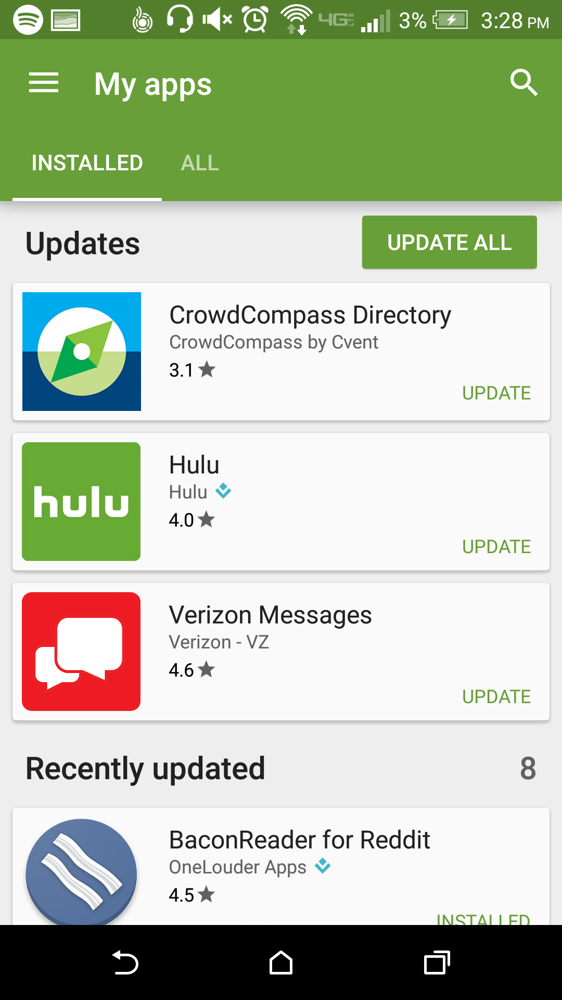 4G LTE 3% 3:28 PM
My apps
INSTALLED ALL
Updates UPDATE ALL
CrowdCompass Directory
CrowdCompass by Cvent
3.1
UPDATE
hulu
Hulu
Hulu
4.0
UPDATE
Verizon Messages
Verizon - VZ
4.6
UPDATE
Recently updated 8
BaconReader for Reddit
OneLouder Apps
4.5
INSTALLED